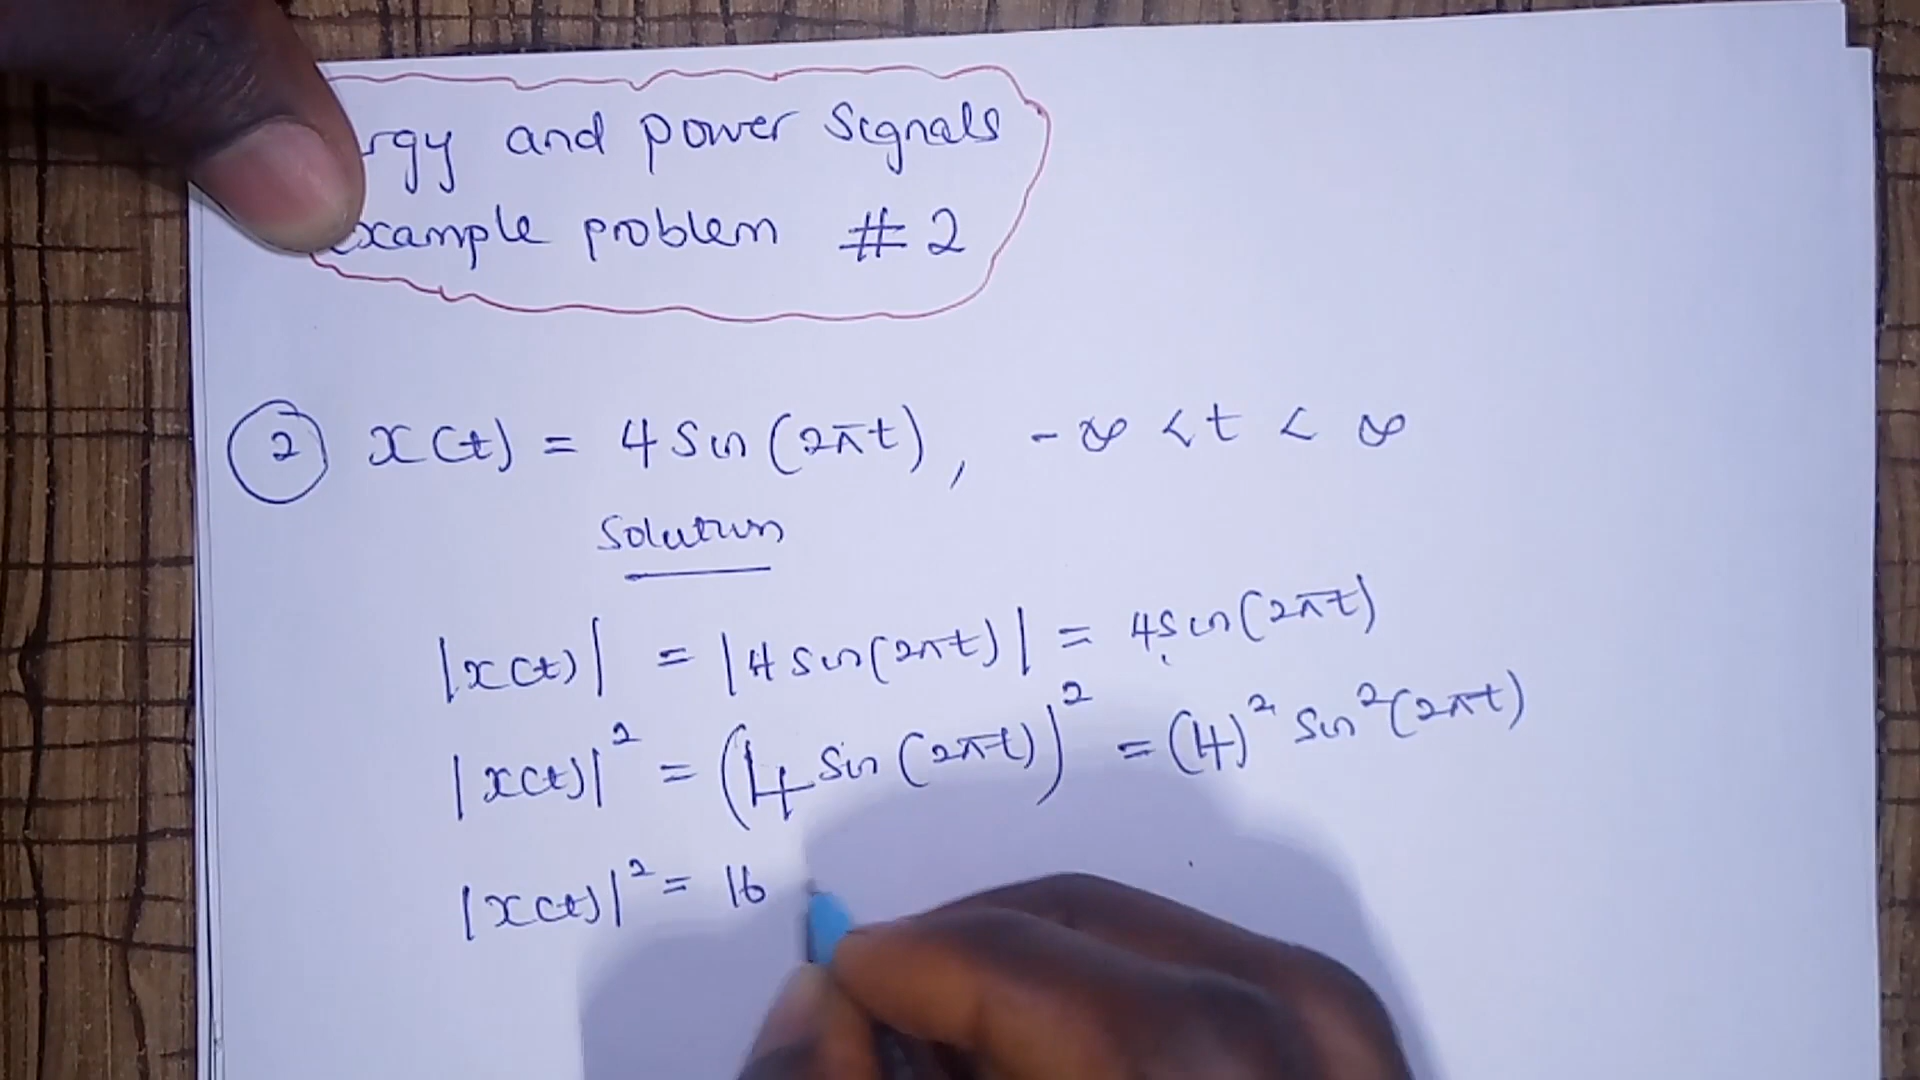 rgy and power signals
example problem #2
2 x(t) = 4 sin (2πt), -∞ < t < ∞
Solution
|x(t)| = |4 sin(2πt)| = 4 sin(2πt)
|x(t)|² = (4 sin (2πt))² = (4)² sin²(2πt)
|x(t)|² = 16